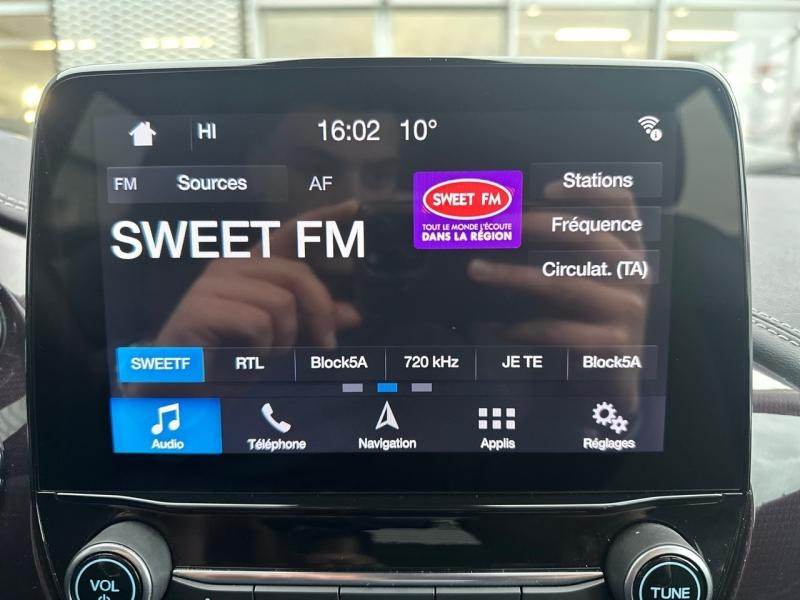 HI 16:02 10°
FM Sources AF
SWEET FM
TOUT LE MONDE L'ÉCOUTE
DANS LA RÉGION
Stations
Fréquence
Circulat. (TA)
SWEET FM
SWEETF RTL Block5A 720 kHz JE TE Block5A
Audio Téléphone Navigation Applis Réglages
VOL TUNE